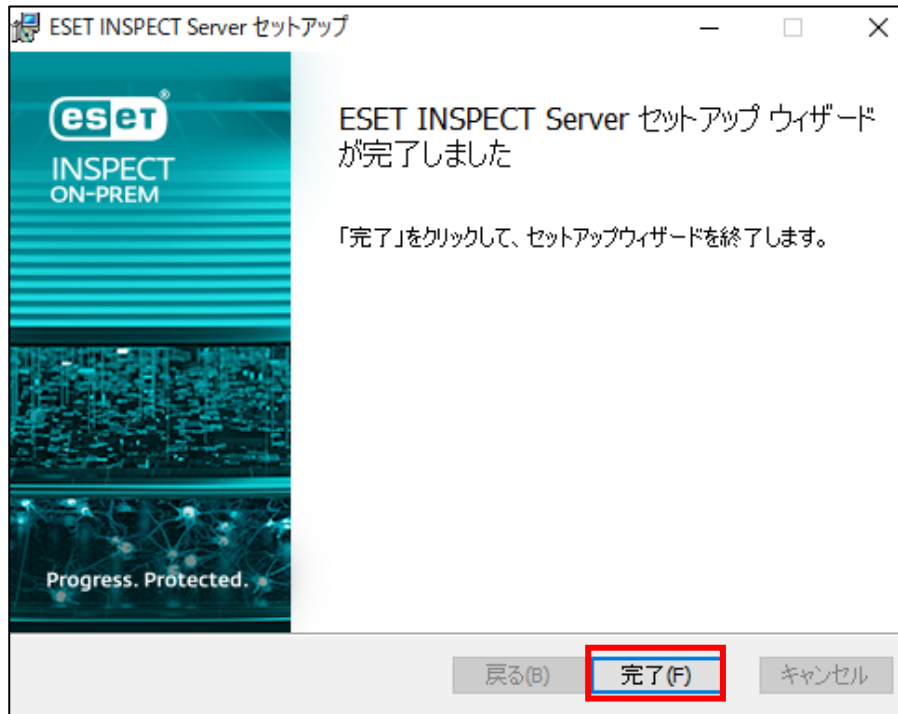 ESET INSPECT Server セットアップ
eset®
INSPECT
ON-PREM
ESET INSPECT Server セットアップ ウィザード
が完了しました
「完了」をクリックして、セットアップウィザードを終了します。
Progress. Protected.
戻る(B)
完了(F)
キャンセル